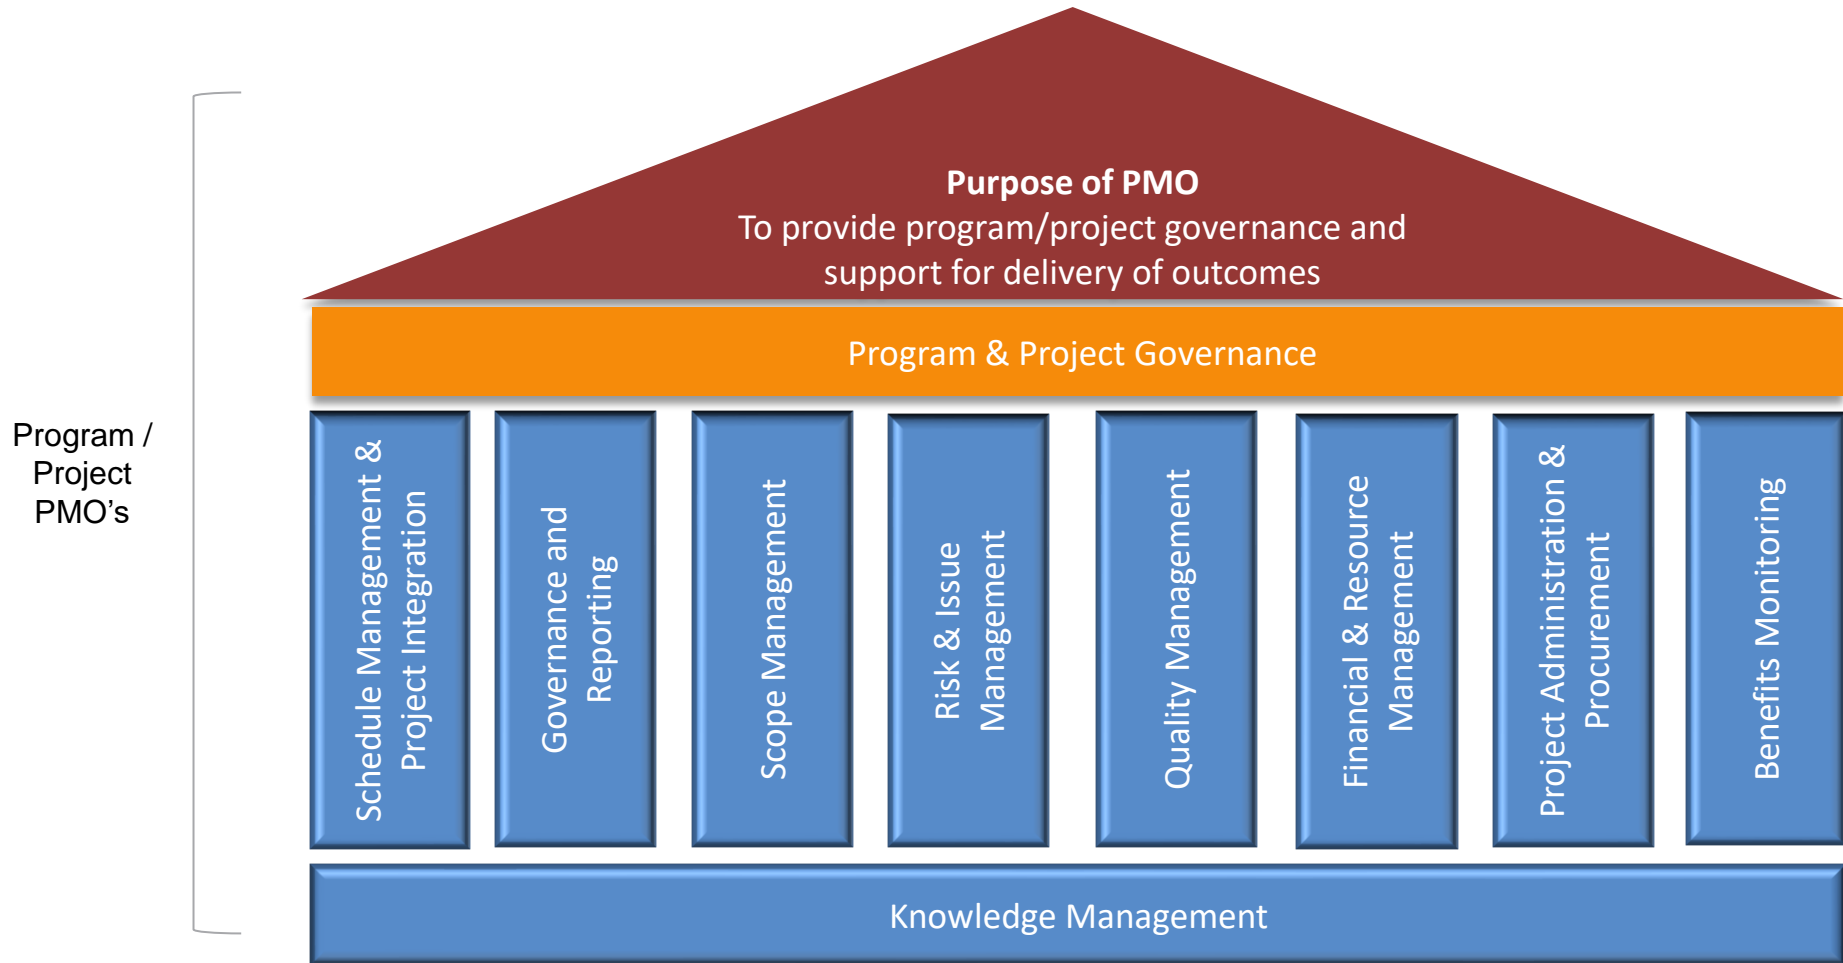 Purpose of PMO
To provide program/project governance and
support for delivery of outcomes
Program & Project Governance
Program /
Project
PMO’s
Schedule Management &
Project Integration
Governance and
Reporting
Scope Management
Risk & Issue
Management
Quality Management
Financial & Resource
Management
Project Administration &
Procurement
Benefits Monitoring
Knowledge Management